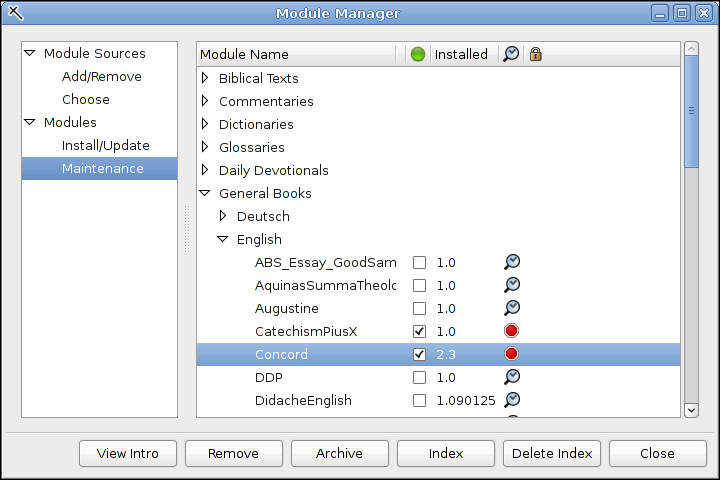 Module Manager
Module Sources
Add/Remove
Choose
Modules
Install/Update
Maintenance
Module Name Installed
Biblical Texts
Commentaries
Dictionaries
Glossaries
Daily Devotionals
General Books
Deutsch
English
ABS_Essay_GoodSam 1.0
AquinasSummaTheolo 1.0
Augustine 1.0
CatechismPiusX 1.0
Concord 2.3
DDP 1.0
DidacheEnglish 1.090125
View Intro Remove Archive Index Delete Index Close